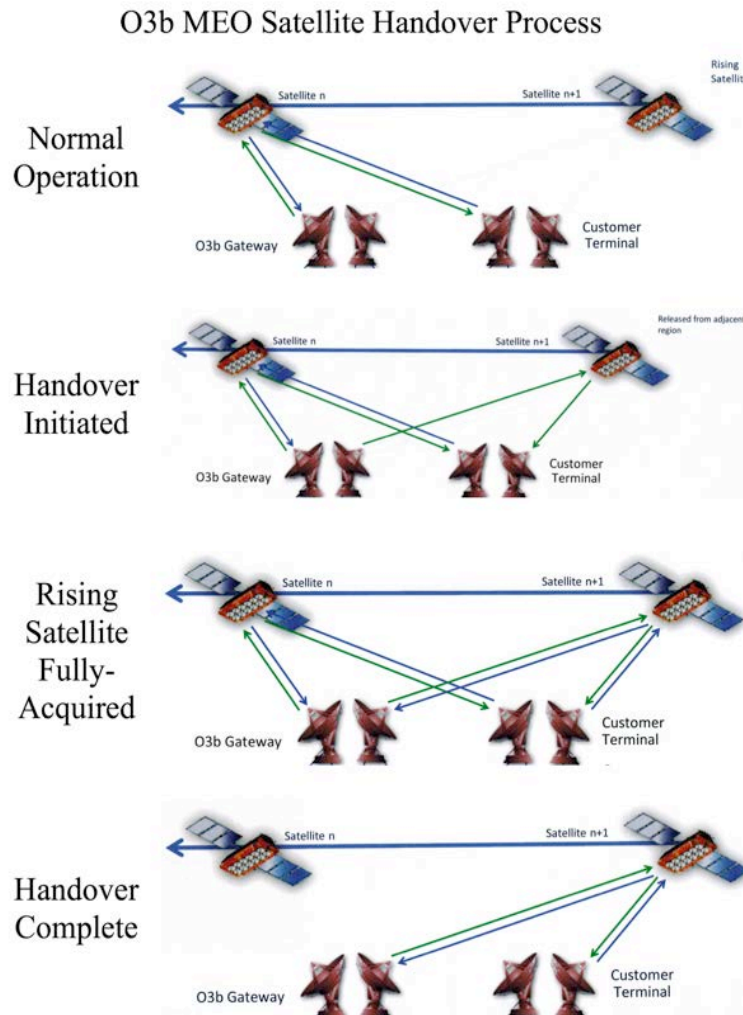 O3b MEO Satellite Handover Process
Rising
Satellit
Satellite n
Satellite n+1
Normal
Operation
O3b Gateway
Customer
Terminal
Released from adjacen
region
Satellite n
Satellite n+1
Handover
Initiated
O3b Gateway
Customer
Terminal
Satellite n
Satellite n+1
Rising
Satellite
Fully-
Acquired
O3b Gateway
Customer
Terminal
Satellite n
Satellite n+1
Handover
Complete
O3b Gateway
Customer
Terminal